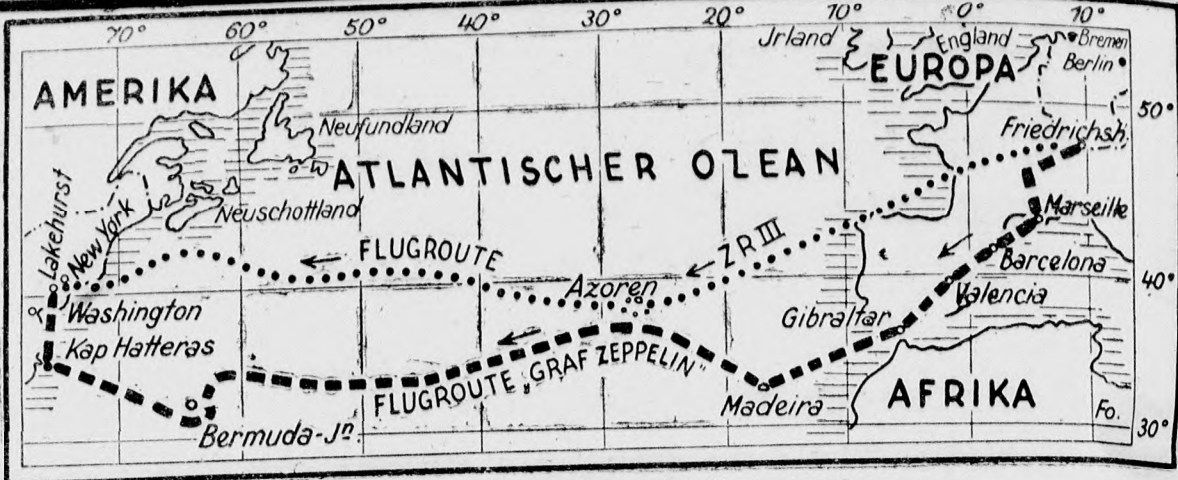 70° 60° 50° 40° 30° 20° 10° 0° 10°
Jrland
England
Bremen
Berlin
EUROPA
AMERIKA
50°
Neufundland
Friedrichsh.
ATLANTISCHER OZEAN
Lakehurst
New York
Neuschottland
Marseille
FLUGROUTE
ZR III
Barcelona
40°
Azoren
Valencia
Washington
Gibraltar
Kap Hatteras
FLUGROUTE „GRAF ZEPPELIN"
Madeira
AFRIKA
Fo.
Bermuda-Jn.
30°